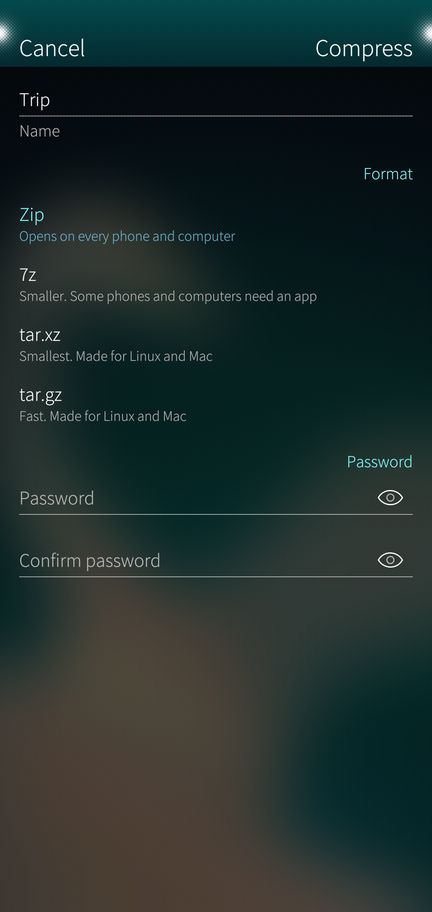 Cancel
Compress
Trip
Name
Format
Zip
Opens on every phone and computer
7z
Smaller. Some phones and computers need an app
tar.xz
Smallest. Made for Linux and Mac
tar.gz
Fast. Made for Linux and Mac
Password
Password
Confirm password